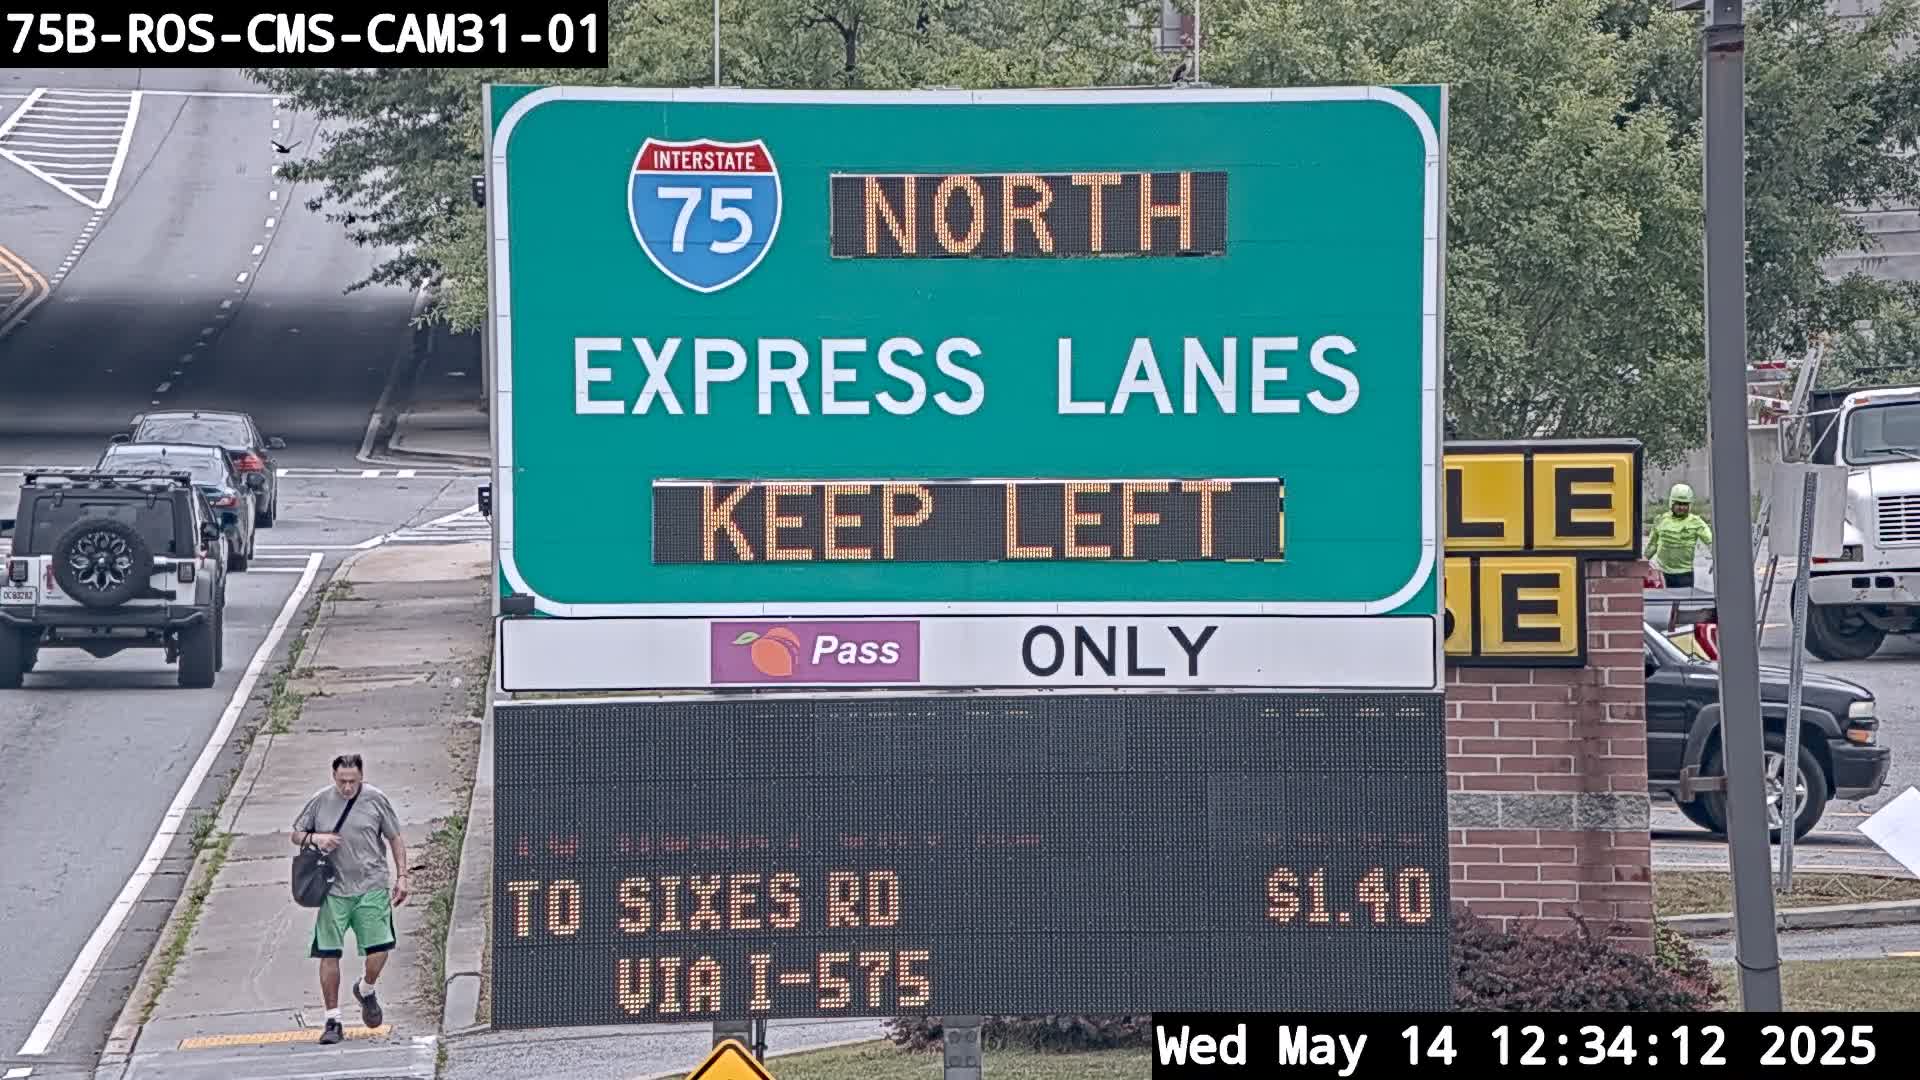 75B-ROS-CMS-CAM31-01
INTERSTATE
75
NORTH
EXPRESS LANES
KEEP LEFT
Pass ONLY
TO SIXES RD $1.40
VIA I-575
LE
E
Wed May 14 12:34:12 2025